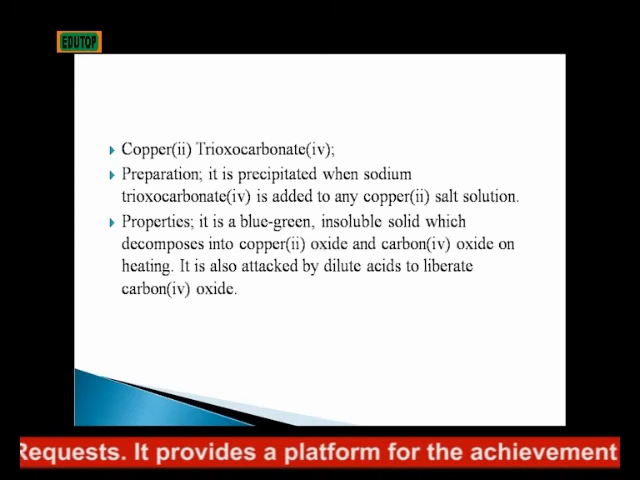 EDUTOP
Copper(ii) Trioxocarbonate(iv);
Preparation; it is precipitated when sodium
trioxocarbonate(iv) is added to any copper(ii) salt solution.
Properties; it is a blue-green, insoluble solid which
decomposes into copper(ii) oxide and carbon(iv) oxide on
heating. It is also attacked by dilute acids to liberate
carbon(iv) oxide.
Requests. It provides a platform for the achievement